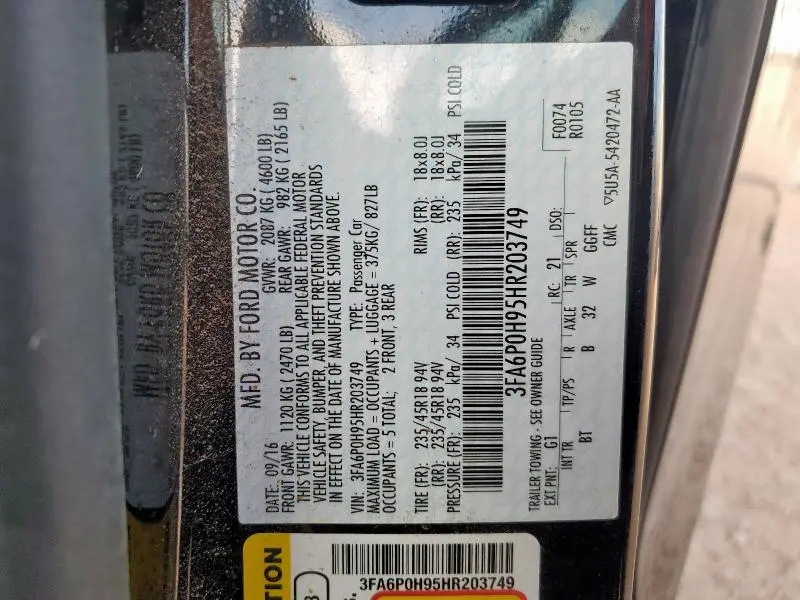 MFD. BY FORD MOTOR CO.
DATE: 09/16 GVWR: 2087 KG (4600 LB)
FRONT GAWR: 1120 KG (2470 LB) REAR GAWR: 982 KG (2165 LB)
THIS VEHICLE CONFORMS TO ALL APPLICABLE FEDERAL MOTOR
VEHICLE SAFETY, BUMPER, AND THEFT PREVENTION STANDARDS
IN EFFECT ON THE DATE OF MANUFACTURE SHOWN ABOVE.
VIN: 3FA6P0H95HR203749 TYPE: Passenger Car
MAXIMUM LOAD = OCCUPANTS + LUGGAGE = 375KG/ 827LB
OCCUPANTS = 5 TOTAL; 2 FRONT, 3 REAR
TIRE (FR): 235/45R18 94V RIMS (FR): 18x8.0J
(RR): 235/45R18 94V (RR): 18x8.0J
PRESSURE (FR): 235 kPa/ 34 PSI COLD (RR): 235 kPa/ 34 PSI COLD
3FA6P0H95HR203749
TRAILER TOWING - SEE OWNER GUIDE
F0074
R0105
EXT PNT: G1 RC: 21 DSO:
INT TR TP/PS R AXLE TR SPR
BT B 32 W GGFF
CMC ▽5U5A-5420472-AA
3FA6P0H95HR203749